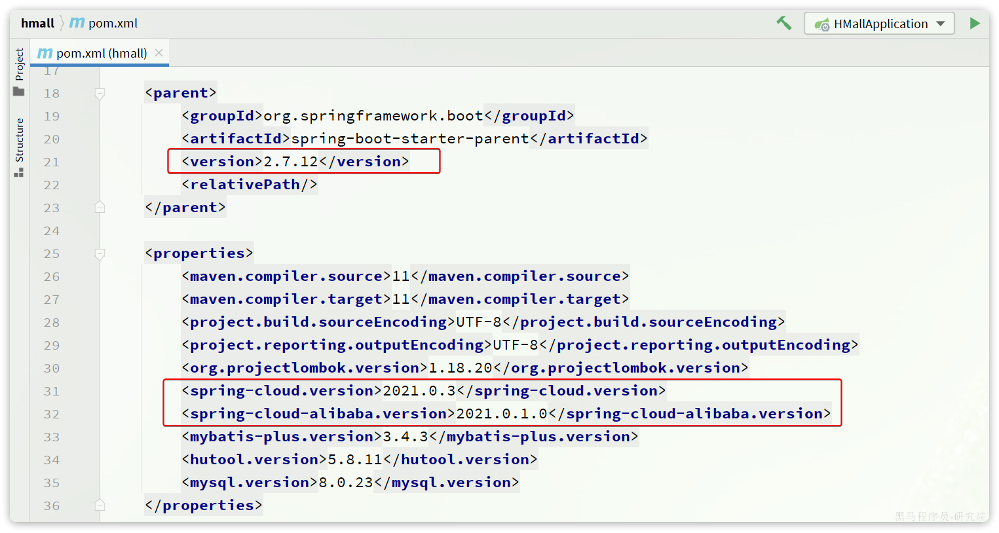 hmall pom.xml HMallApplication
pom.xml (hmall)
Project
Structure
17
18 <parent>
19 <groupId>org.springframework.boot</groupId>
20 <artifactId>spring-boot-starter-parent</artifactId>
21 <version>2.7.12</version>
22 <relativePath/>
23 </parent>
24
25 <properties>
26 <maven.compiler.source>11</maven.compiler.source>
27 <maven.compiler.target>11</maven.compiler.target>
28 <project.build.sourceEncoding>UTF-8</project.build.sourceEncoding>
29 <project.reporting.outputEncoding>UTF-8</project.reporting.outputEncoding>
30 <org.projectlombok.version>1.18.20</org.projectlombok.version>
31 <spring-cloud.version>2021.0.3</spring-cloud.version>
32 <spring-cloud-alibaba.version>2021.0.1.0</spring-cloud-alibaba.version>
33 <mybatis-plus.version>3.4.3</mybatis-plus.version>
34 <hutool.version>5.8.11</hutool.version>
35 <mysql.version>8.0.23</mysql.version>
36 </properties>
黑马程序员-研究院